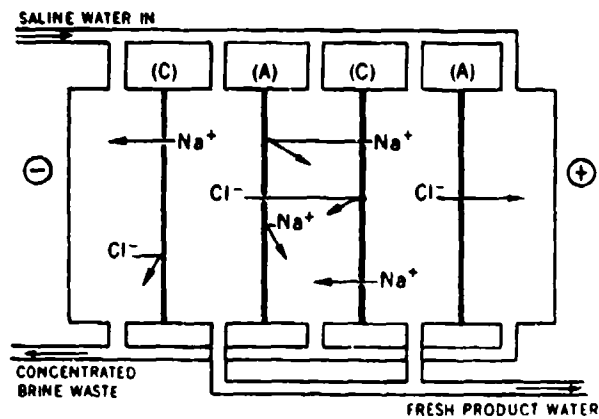 SALINE WATER IN
(C) (A) (C) (A)
Na⁺ Na⁺
− +
Cl⁻ Cl⁻
Na⁺
Cl⁻
Na⁺
CONCENTRATED
BRINE WASTE
FRESH PRODUCT WATER